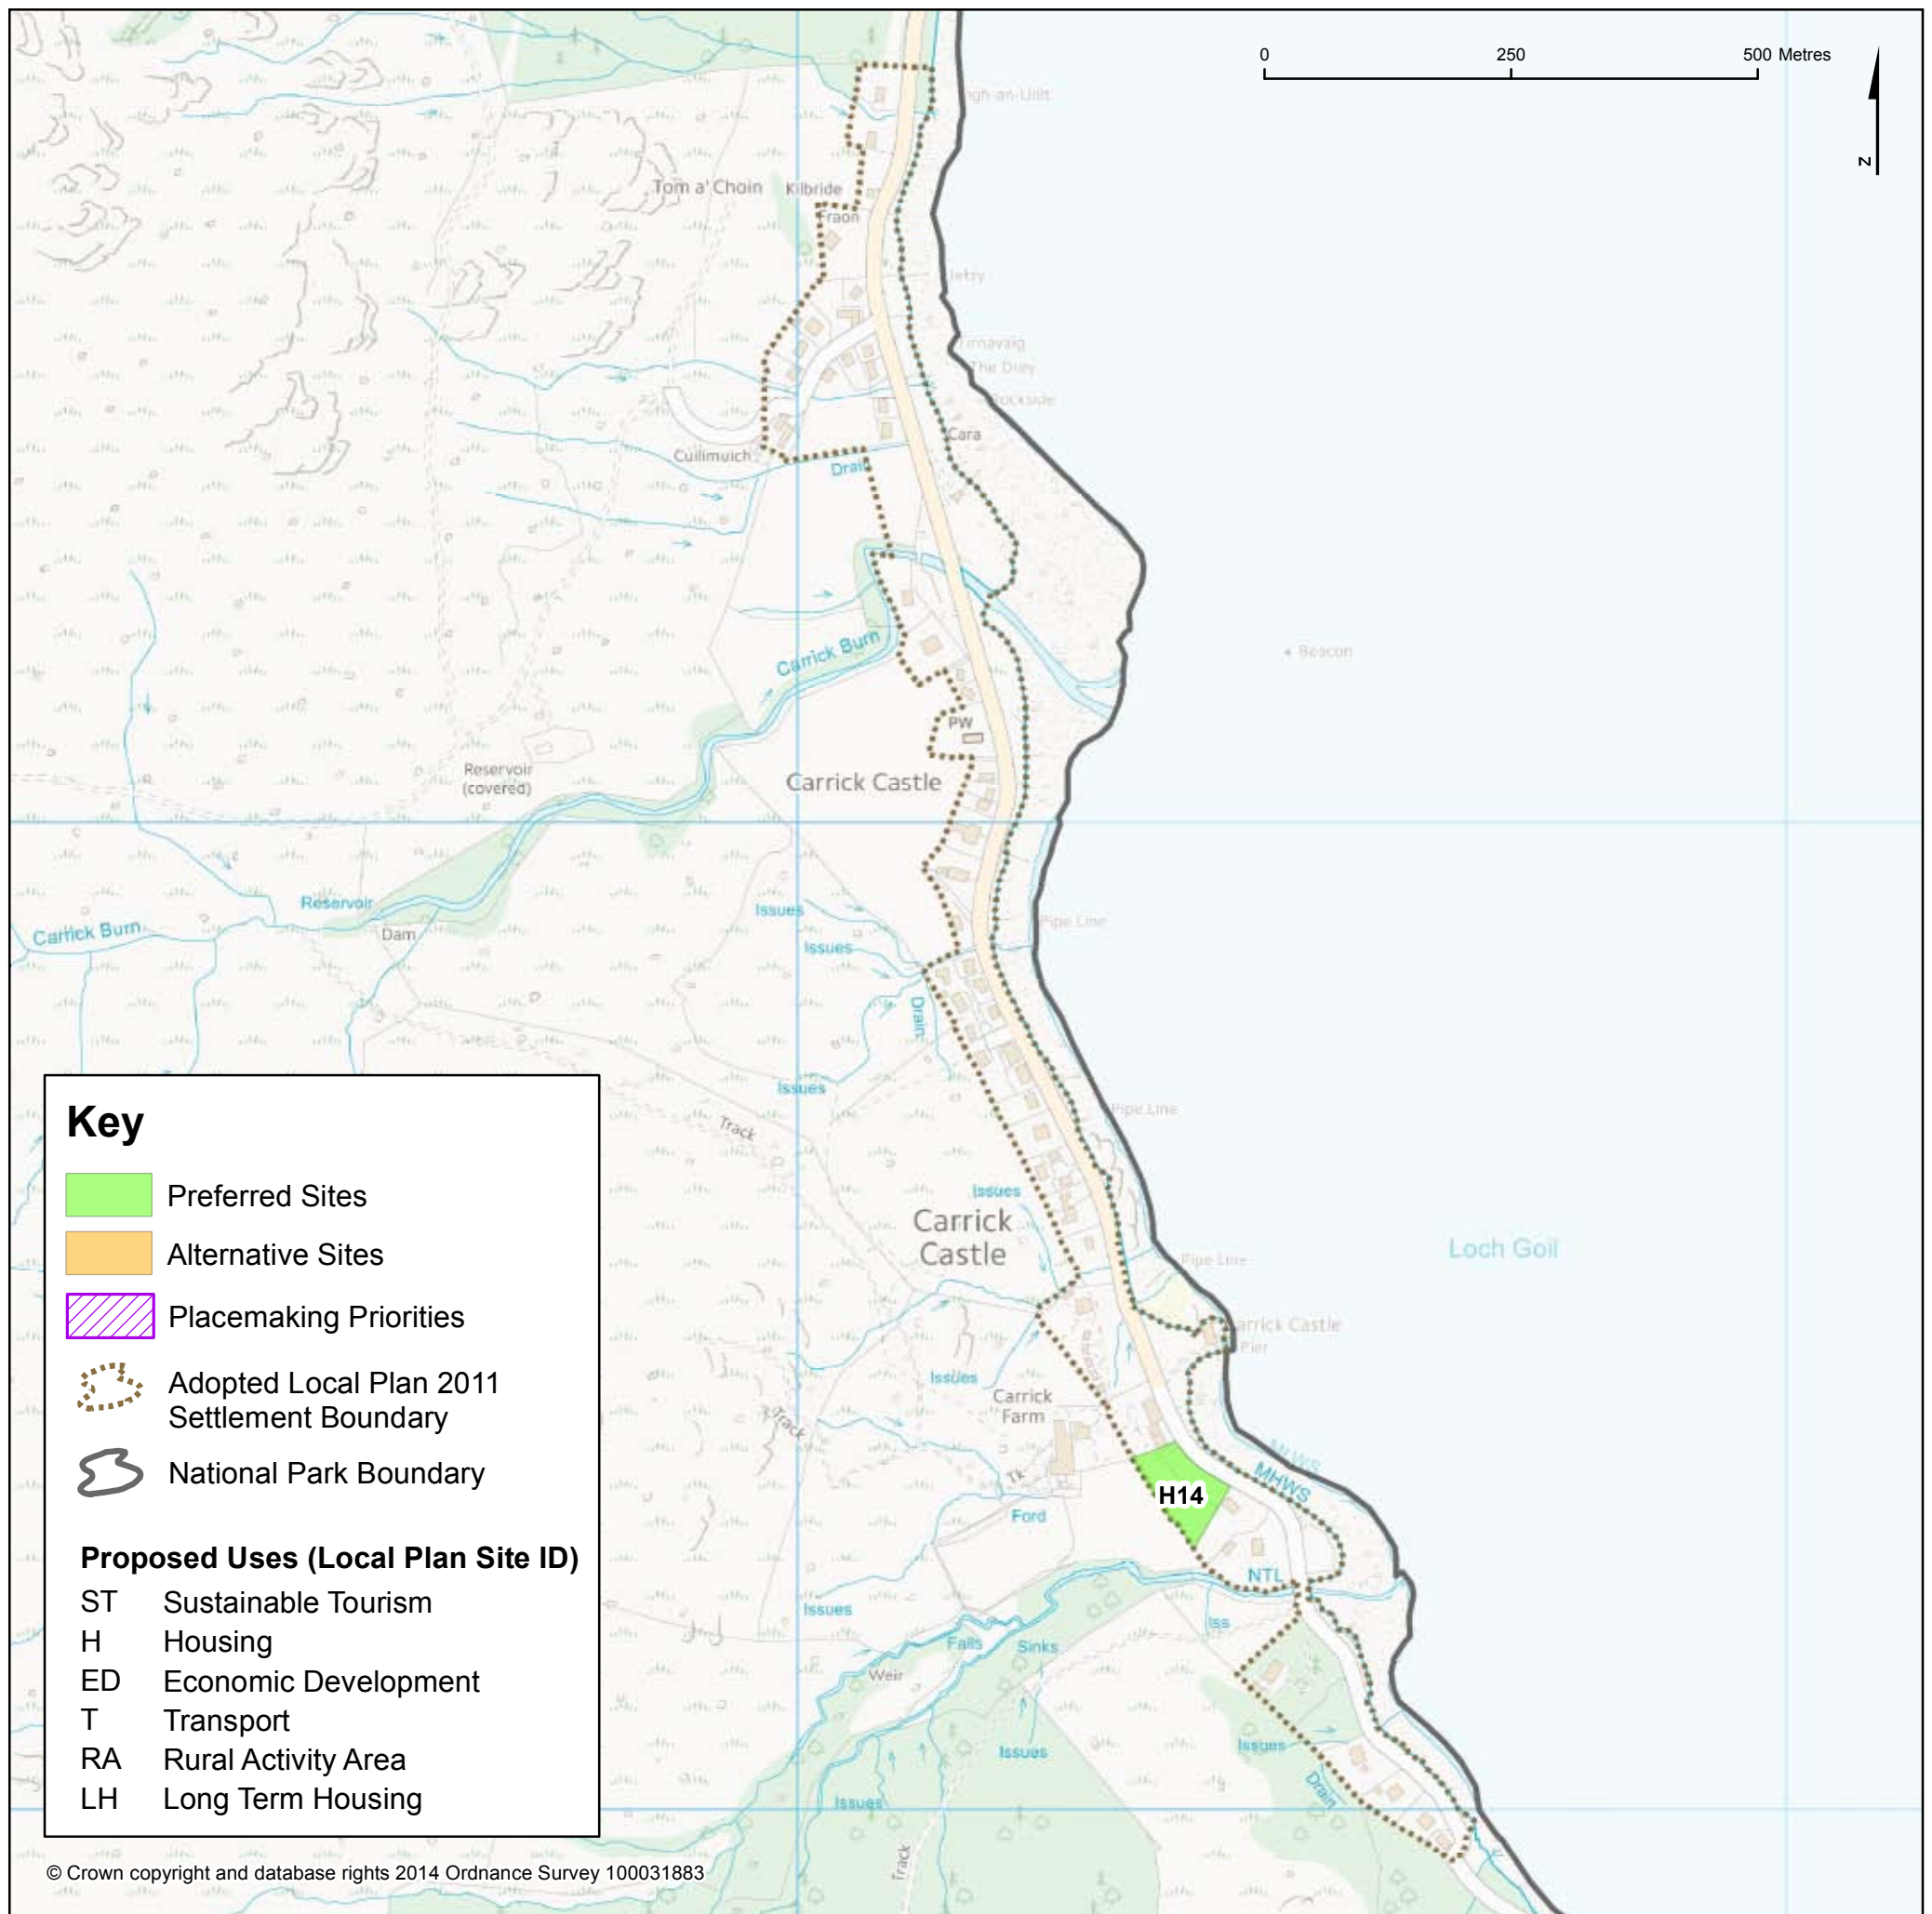 0 250 500 Metres
N
Tom a' Choin
Kilbride
Fraon
Jetty
The Drey
Rockside
Cara
Cuilimuich
Drain
Carrick Burn
Beacon
PW
Reservoir
(covered)
Carrick Castle
Reservoir
Carrick Burn
Dam
Issues
Issues
Pipe Line
Drain
Issues
Pipe Line
Track
Issues
Carrick
Castle
Loch Goil
Pipe Line
Carrick Castle
Pier
Issues
Carrick
Farm
Track
MLWS
MHWS
Tk
H14
Ford
NTL
Issues
Iss
Falls
Sinks
Weir
Issues
Issues
Drain
Issues
Track
Key
Preferred Sites
Alternative Sites
Placemaking Priorities
Adopted Local Plan 2011
Settlement Boundary
National Park Boundary
Proposed Uses (Local Plan Site ID)
ST Sustainable Tourism
H Housing
ED Economic Development
T Transport
RA Rural Activity Area
LH Long Term Housing
© Crown copyright and database rights 2014 Ordnance Survey 100031883